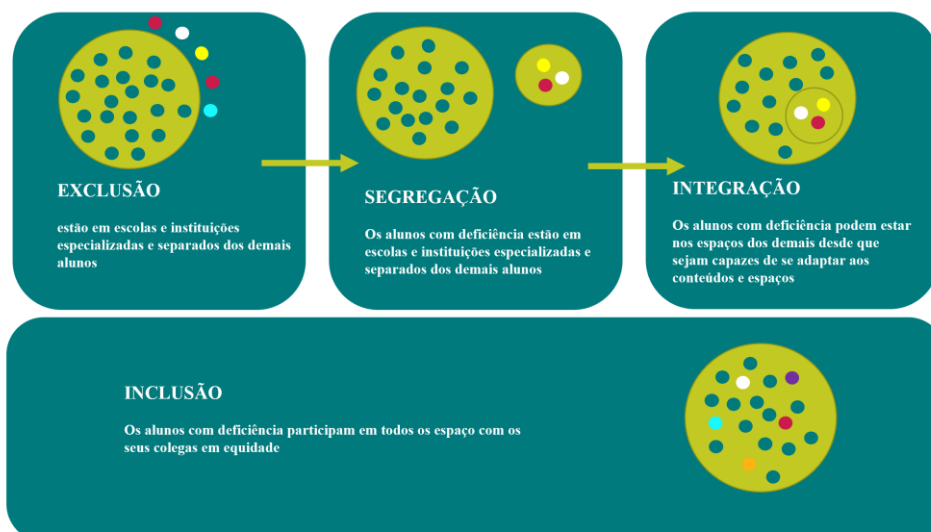 EXCLUSÃO
estão em escolas e instituições
especializadas e separados dos demais
alunos
SEGREGAÇÃO
Os alunos com deficiência estão em
escolas e instituições especializadas e
separados dos demais alunos
INTEGRAÇÃO
Os alunos com deficiência podem estar
nos espaços dos demais desde que
sejam capazes de se adaptar aos
conteúdos e espaços
INCLUSÃO
Os alunos com deficiência participam em todos os espaço com os
seus colegas em equidade